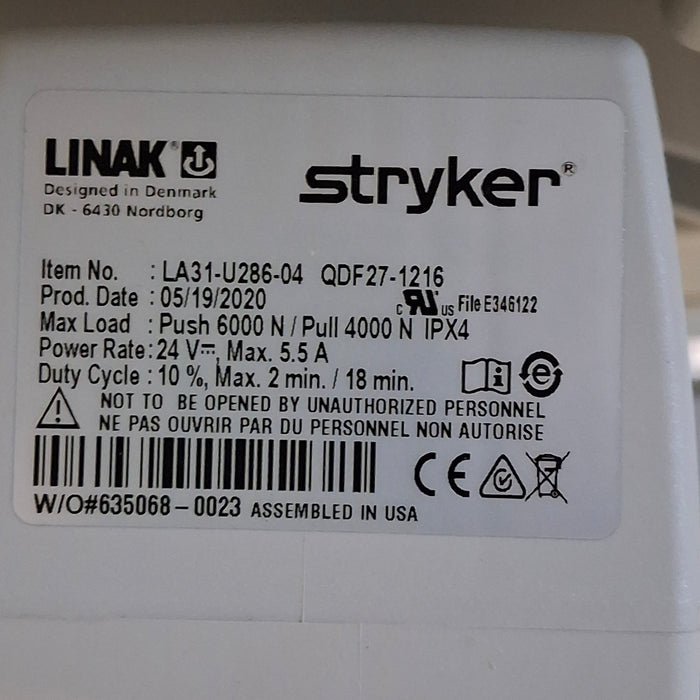 LINAK®
Designed in Denmark
DK - 6430 Nordborg
stryker®
Item No. : LA31-U286-04 QDF27-1216
Prod. Date : 05/19/2020
c RU us File E346122
Max Load : Push 6000 N / Pull 4000 N IPX4
Power Rate: 24 V⎓, Max. 5.5 A
Duty Cycle : 10 %, Max. 2 min. / 18 min.
NOT TO BE OPENED BY UNAUTHORIZED PERSONNEL
NE PAS OUVRIR PAR DU PERSONNEL NON AUTORISE
CE
W/O#635068-0023 ASSEMBLED IN USA